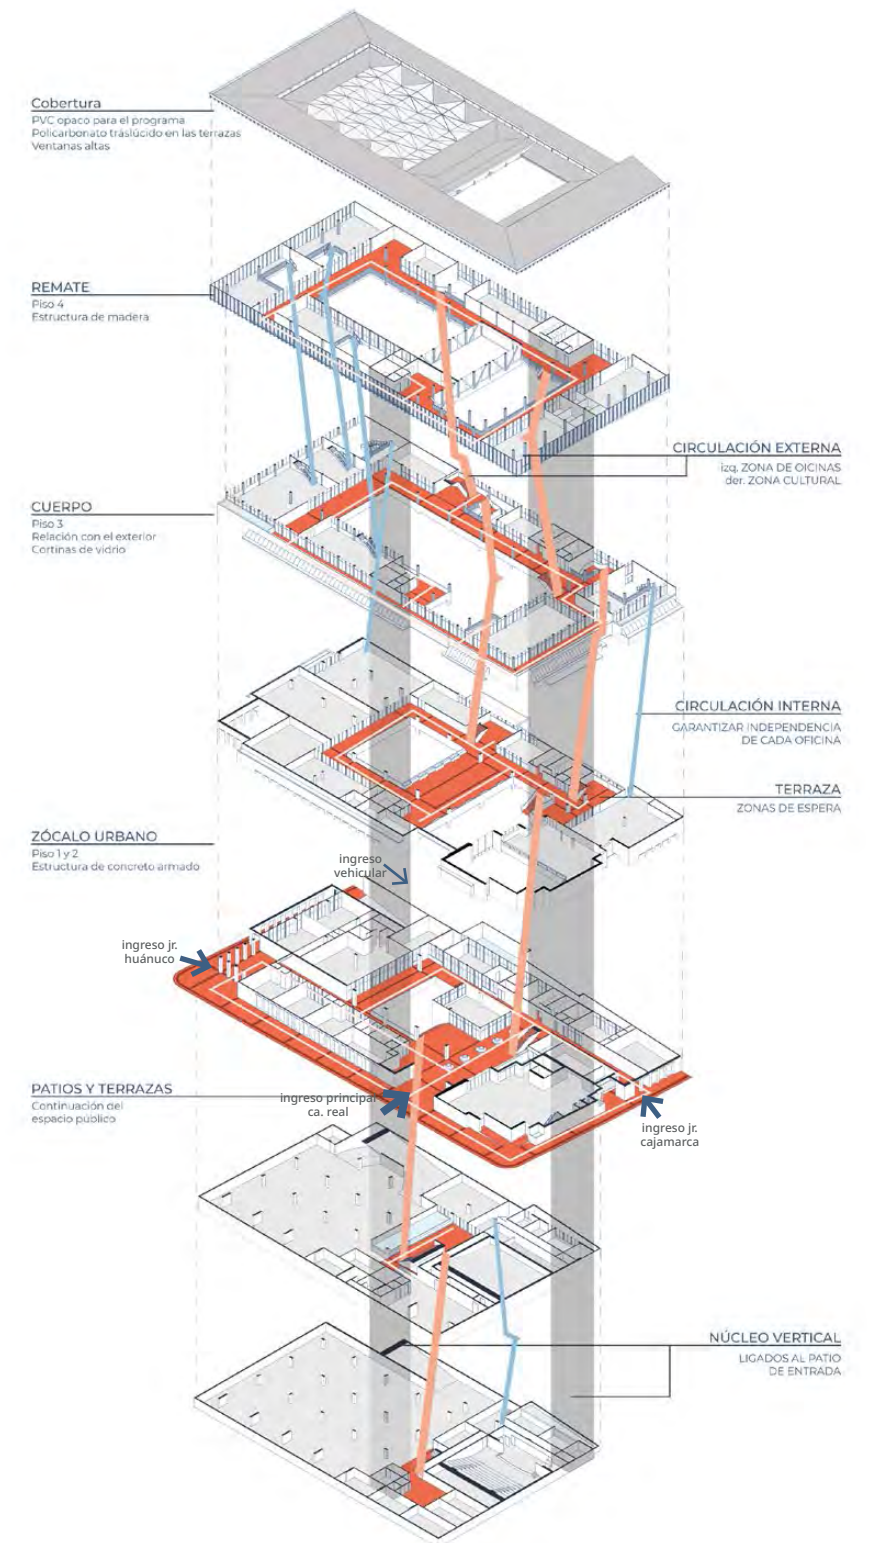 Cobertura
PVC opaco para el programa
Policarbonato traslúcido en las terrazas
Ventanas altas
REMATE
Piso 4
Estructura de madera
CIRCULACIÓN EXTERNA
izq. ZONA DE OICINAS
der. ZONA CULTURAL
CUERPO
Piso 3
Relación con el exterior
Cortinas de vidrio
CIRCULACIÓN INTERNA
GARANTIZAR INDEPENDENCIA
DE CADA OFICINA
TERRAZA
ZONAS DE ESPERA
ZÓCALO URBANO
Piso 1 y 2
Estructura de concreto armado
ingreso
vehicular
ingreso jr.
huánuco
PATIOS Y TERRAZAS
Continuación del
espacio público
ingreso principal
ca. real
ingreso jr.
cajamarca
NÚCLEO VERTICAL
LIGADOS AL PATIO
DE ENTRADA